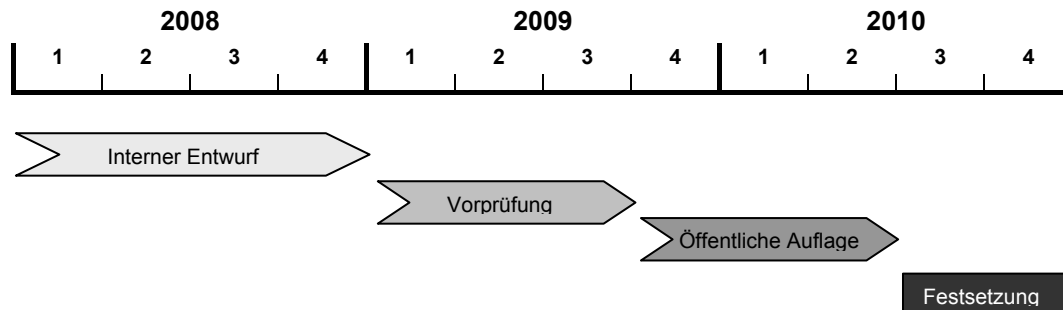 2008 2009 2010
1 2 3 4 1 2 3 4 1 2 3 4
Interner Entwurf
Vorprüfung
Öffentliche Auflage
Festsetzung